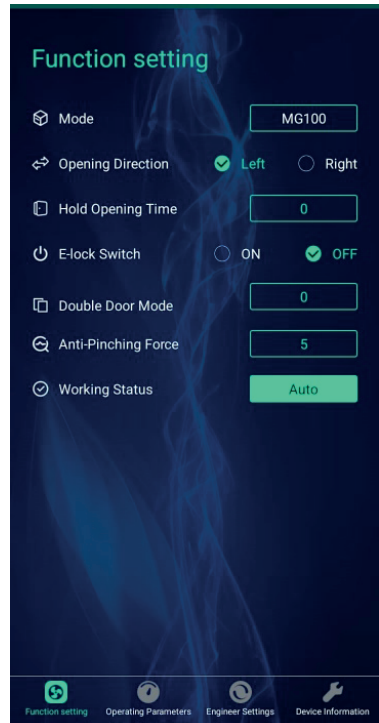 Function setting
Mode MG100
Opening Direction Left Right
Hold Opening Time 0
E-lock Switch ON OFF
Double Door Mode 0
Anti-Pinching Force 5
Working Status Auto
Function setting Operating Parameters Engineer Settings Device Information